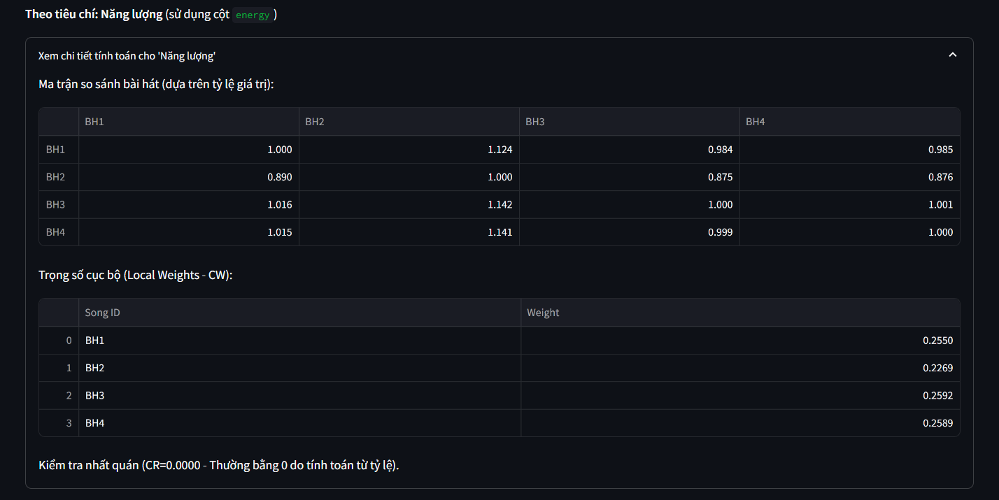 Theo tiêu chí: Năng lượng (sử dụng cột energy)
Xem chi tiết tính toán cho 'Năng lượng'
Ma trận so sánh bài hát (dựa trên tỷ lệ giá trị):
BH1 BH2 BH3 BH4
BH1 1.000 1.124 0.984 0.985
BH2 0.890 1.000 0.875 0.876
BH3 1.016 1.142 1.000 1.001
BH4 1.015 1.141 0.999 1.000
Trọng số cục bộ (Local Weights - CW):
Song ID Weight
0 BH1 0.2550
1 BH2 0.2269
2 BH3 0.2592
3 BH4 0.2589
Kiểm tra nhất quán (CR=0.0000 - Thường bằng 0 do tính toán từ tỷ lệ).